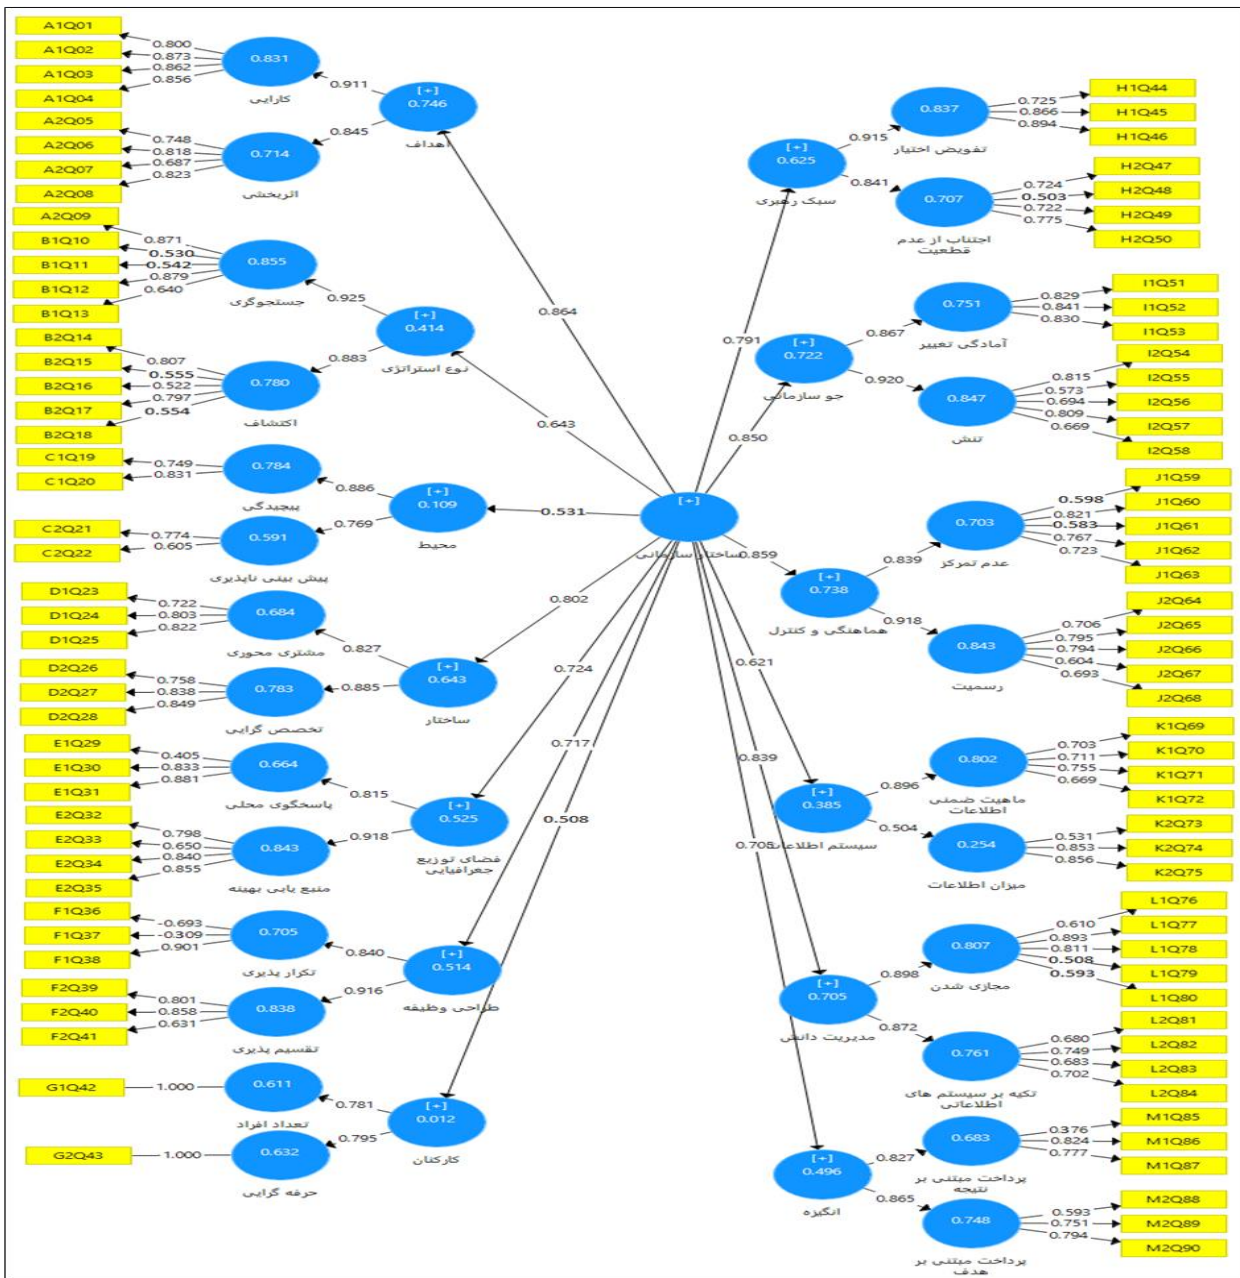 A1Q01
A1Q02
A1Q03
A1Q04
0.800
0.873
0.862
0.856
0.831
کارایی
0.911
[+]
0.746
اهداف
0.845
A2Q05
A2Q06
A2Q07
A2Q08
0.748
0.818
0.687
0.823
0.714
اثربخشی
A2Q09
B1Q10
B1Q11
B1Q12
B1Q13
0.871
0.530
0.542
0.879
0.640
0.855
جستجوگری
0.925
[+]
0.414
نوع استراتژی
0.883
B2Q14
B2Q15
B2Q16
B2Q17
B2Q18
0.807
0.555
0.522
0.797
0.554
0.780
اکتشاف
C1Q19
C1Q20
0.749
0.831
0.784
پیچیدگی
0.886
[+]
0.109
محیط
0.769
C2Q21
C2Q22
0.774
0.605
0.591
پیش بینی ناپذیری
D1Q23
D1Q24
D1Q25
0.722
0.803
0.822
0.684
مشتری محوری
0.827
[+]
0.643
ساختار
0.885
D2Q26
D2Q27
D2Q28
0.758
0.838
0.849
0.783
تخصص گرایی
E1Q29
E1Q30
E1Q31
0.405
0.833
0.881
0.664
پاسخگوی محلی
0.815
[+]
0.525
فضای توزیع
جغرافیایی
0.918
E2Q32
E2Q33
E2Q34
E2Q35
0.798
0.650
0.840
0.855
0.843
منبع یابی بهینه
F1Q36
F1Q37
F1Q38
-0.693
-0.309
0.901
0.705
تکرار پذیری
0.840
[+]
0.514
طراحی وظیفه
0.916
F2Q39
F2Q40
F2Q41
0.801
0.858
0.631
0.838
تقسیم پذیری
G1Q42
1.000
0.611
تعداد افراد
0.781
[+]
0.012
کارکنان
0.795
G2Q43
1.000
0.632
حرفه گرایی
0.864
0.643
0.531
0.802
0.724
0.717
0.508
[+]
ساختار سازمانی
0.791
0.850
0.859
0.621
0.839
0.705
[+]
0.625
سبک رهبری
0.915
0.837
تفویض اختیار
0.725
0.866
0.894
H1Q44
H1Q45
H1Q46
0.841
0.707
اجتناب از عدم
قطعیت
0.724
0.503
0.722
0.775
H2Q47
H2Q48
H2Q49
H2Q50
[+]
0.722
جو سازمانی
0.867
0.751
آمادگی تغییر
0.829
0.841
0.830
I1Q51
I1Q52
I1Q53
0.920
0.847
تنش
0.815
0.573
0.694
0.809
0.669
I2Q54
I2Q55
I2Q56
I2Q57
I2Q58
[+]
0.738
هماهنگی و کنترل
0.839
0.703
عدم تمرکز
0.598
0.821
0.583
0.767
0.723
J1Q59
J1Q60
J1Q61
J1Q62
J1Q63
0.918
0.843
رسمیت
0.706
0.795
0.794
0.604
0.693
J2Q64
J2Q65
J2Q66
J2Q67
J2Q68
[+]
0.385
سیستم اطلاعات
0.896
0.802
ماهیت ضمنی
اطلاعات
0.703
0.711
0.755
0.669
K1Q69
K1Q70
K1Q71
K1Q72
0.504
0.254
میزان اطلاعات
0.531
0.853
0.856
K2Q73
K2Q74
K2Q75
[+]
0.705
مدیریت دانش
0.898
0.807
مجازی شدن
0.610
0.893
0.811
0.508
0.593
L1Q76
L1Q77
L1Q78
L1Q79
L1Q80
0.872
0.761
تکیه بر سیستم های
اطلاعاتی
0.680
0.749
0.683
0.702
L2Q81
L2Q82
L2Q83
L2Q84
[+]
0.496
انگیزه
0.827
0.683
پرداخت مبتنی بر
نتیجه
0.376
0.824
0.777
M1Q85
M1Q86
M1Q87
0.865
0.748
پرداخت مبتنی بر
هدف
0.593
0.751
0.794
M2Q88
M2Q89
M2Q90